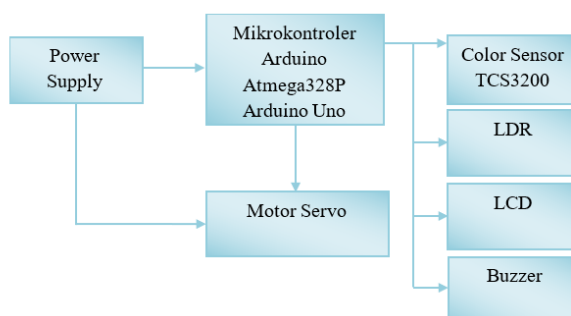 Power
Supply
Mikrokontroler
Arduino
Atmega328P
Arduino Uno
Color Sensor
TCS3200
LDR
Motor Servo
LCD
Buzzer